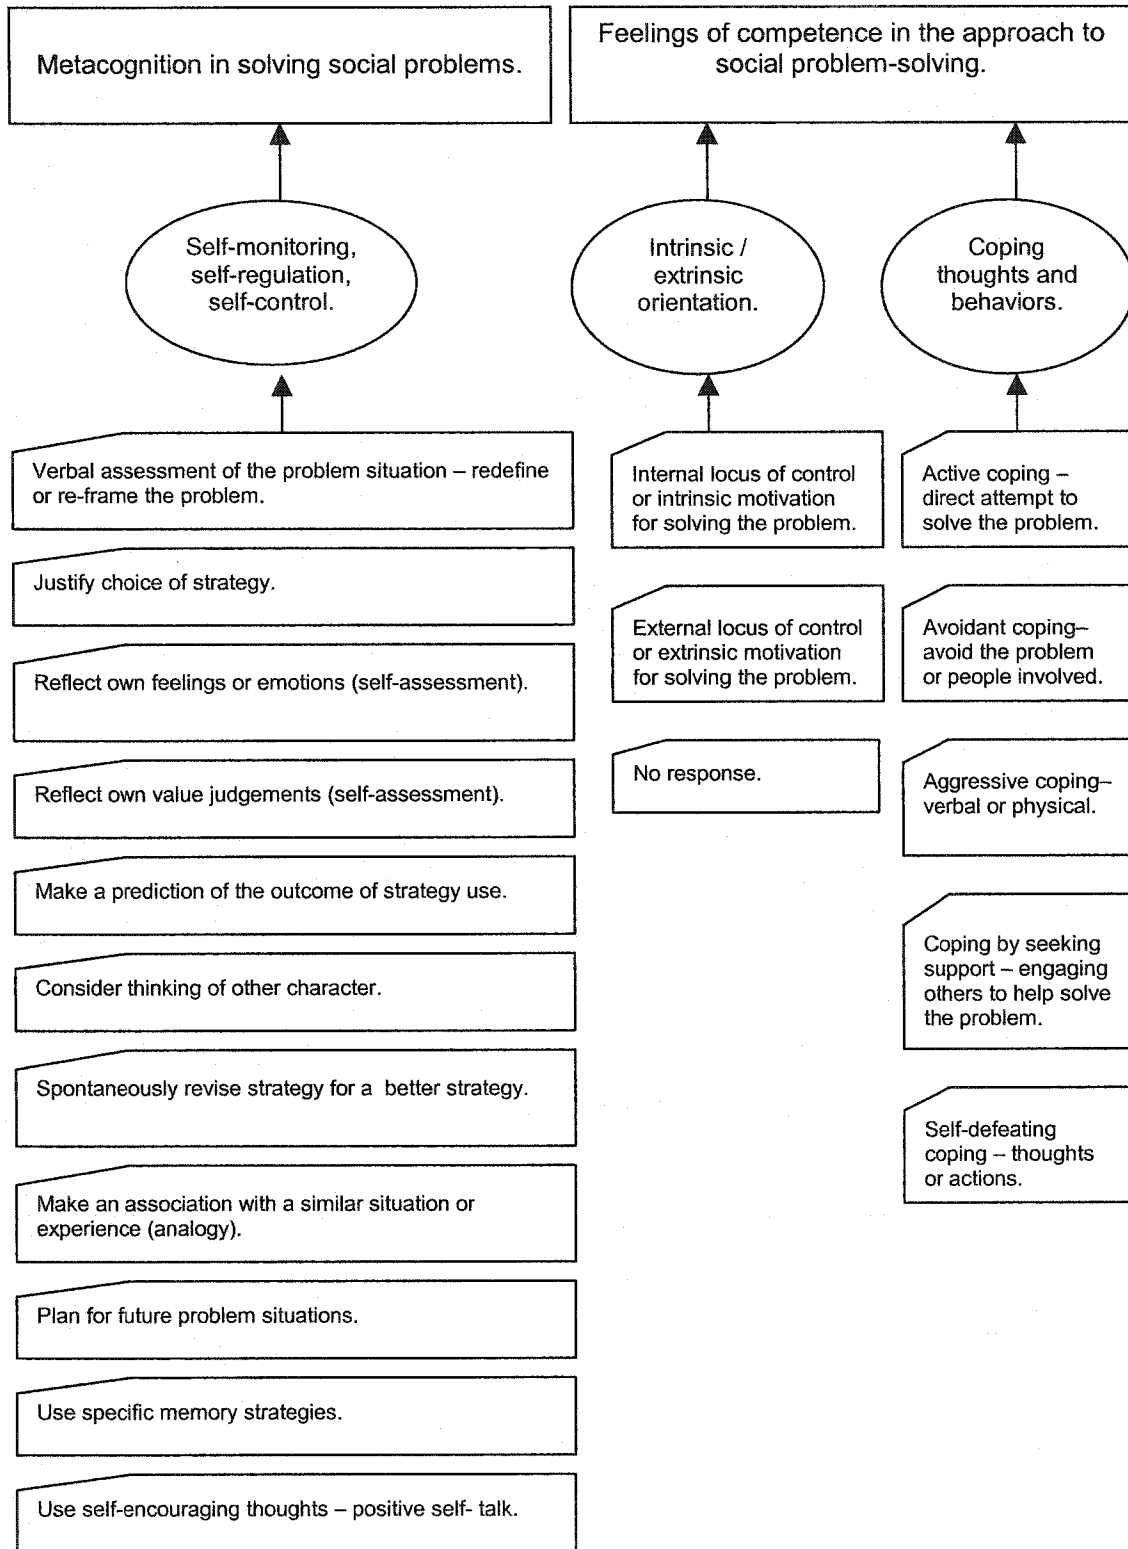 Metacognition in solving social problems.
Feelings of competence in the approach to
social problem-solving.
Self-monitoring,
self-regulation,
self-control.
Intrinsic /
extrinsic
orientation.
Coping
thoughts and
behaviors.
Verbal assessment of the problem situation – redefine
or re-frame the problem.
Justify choice of strategy.
Reflect own feelings or emotions (self-assessment).
Reflect own value judgements (self-assessment).
Make a prediction of the outcome of strategy use.
Consider thinking of other character.
Spontaneously revise strategy for a  better strategy.
Make an association with a similar situation or
experience (analogy).
Plan for future problem situations.
Use specific memory strategies.
Use self-encouraging thoughts – positive self- talk.
Internal locus of control
or intrinsic motivation
for solving the problem.
External locus of control
or extrinsic motivation
for solving the problem.
No response.
Active coping –
direct attempt to
solve the problem.
Avoidant coping–
avoid the problem
or people involved.
Aggressive coping–
verbal or physical.
Coping by seeking
support – engaging
others to help solve
the problem.
Self-defeating
coping – thoughts
or actions.